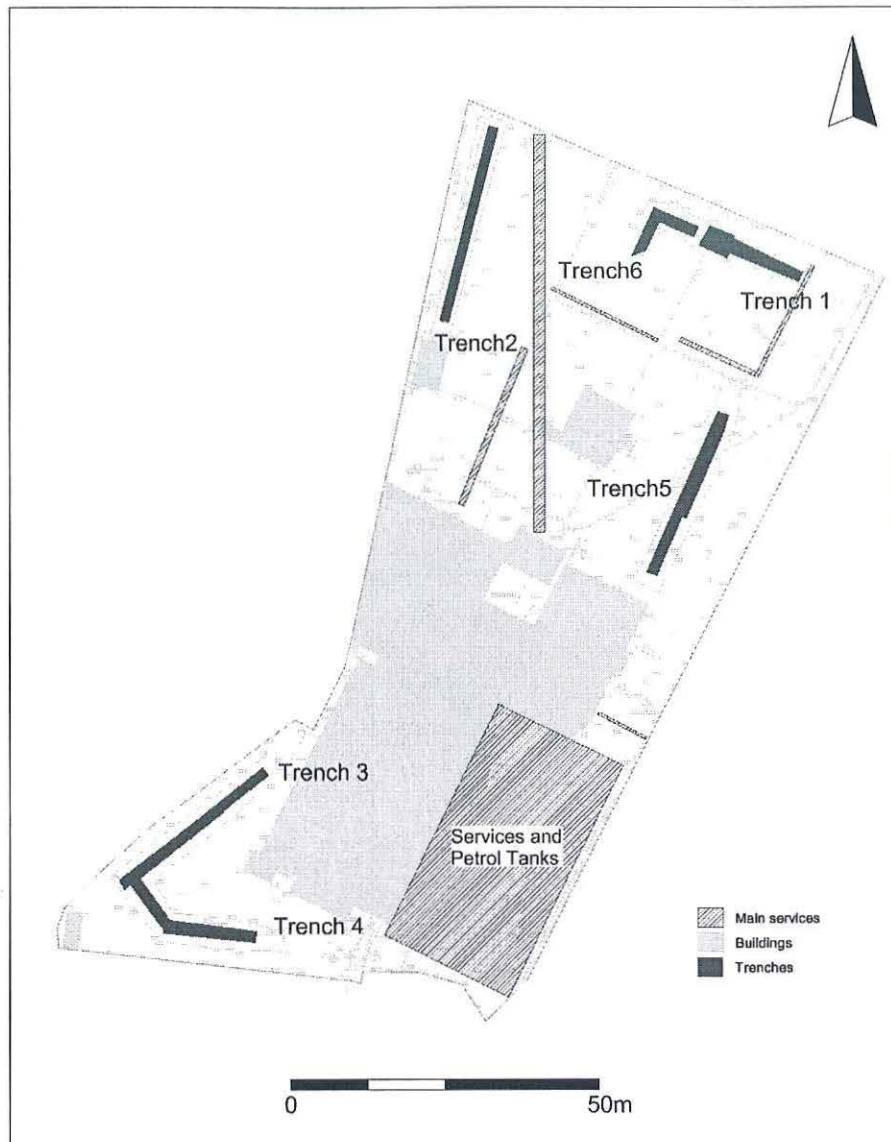 Trench6
Trench 1
Trench2
Trench5
Trench 3
Services and
Petrol Tanks
Trench 4
Main services
Buildings
Trenches
0
50m